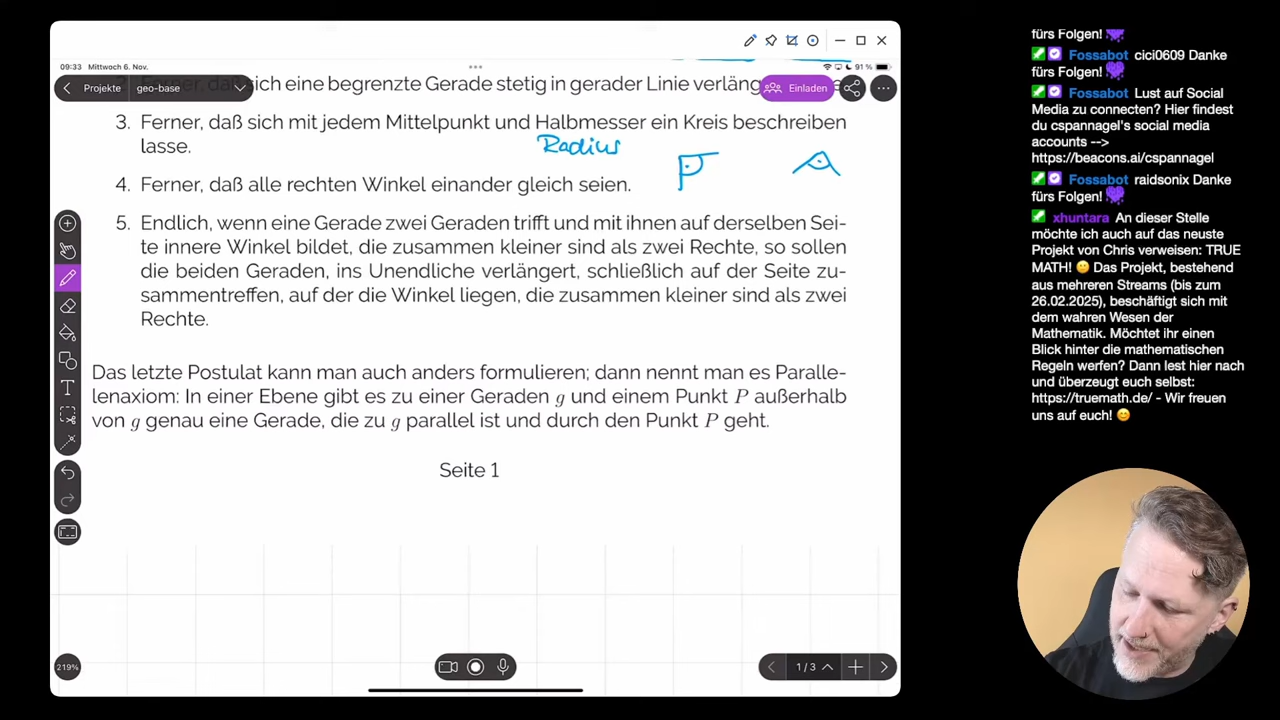 09:33 Mittwoch 6. Nov.
91 %
Projekte
geo-base
Einladen
sich eine begrenzte Gerade stetig in gerader Linie
3. Ferner, daß sich mit jedem Mittelpunkt und Halbmesser ein Kreis beschreiben
lasse.
Radius
4. Ferner, daß alle rechten Winkel einander gleich seien.
5. Endlich, wenn eine Gerade zwei Geraden trifft und mit ihnen auf derselben Sei-
te innere Winkel bildet, die zusammen kleiner sind als zwei Rechte, so sollen
die beiden Geraden, ins Unendliche verlängert, schließlich auf der Seite zu-
sammentreffen, auf der die Winkel liegen, die zusammen kleiner sind als zwei
Rechte.
Das letzte Postulat kann man auch anders formulieren; dann nennt man es Paralle-
lenaxiom: In einer Ebene gibt es zu einer Geraden g und einem Punkt P außerhalb
von g genau eine Gerade, die zu g parallel ist und durch den Punkt P geht.
Seite 1
219%
1/3
fürs Folgen!
Fossabot cici0609 Danke
fürs Folgen!
Fossabot Lust auf Social
Media zu connecten? Hier findest
du cspannagel's social media
accounts -->
https://beacons.ai/cspannagel
Fossabot raidsonix Danke
fürs Folgen!
xhuntara An dieser Stelle
möchte ich auch auf das neuste
Projekt von Chris verweisen: TRUE
MATH! 😊 Das Projekt, bestehend
aus mehreren Streams (bis zum
26.02.2025), beschäftigt sich mit
dem wahren Wesen der
Mathematik. Möchtet ihr einen
Blick hinter die mathematischen
Regeln werfen? Dann lest hier nach
und überzeugt euch selbst:
https://truemath.de/ - Wir freuen
uns auf euch! 😊